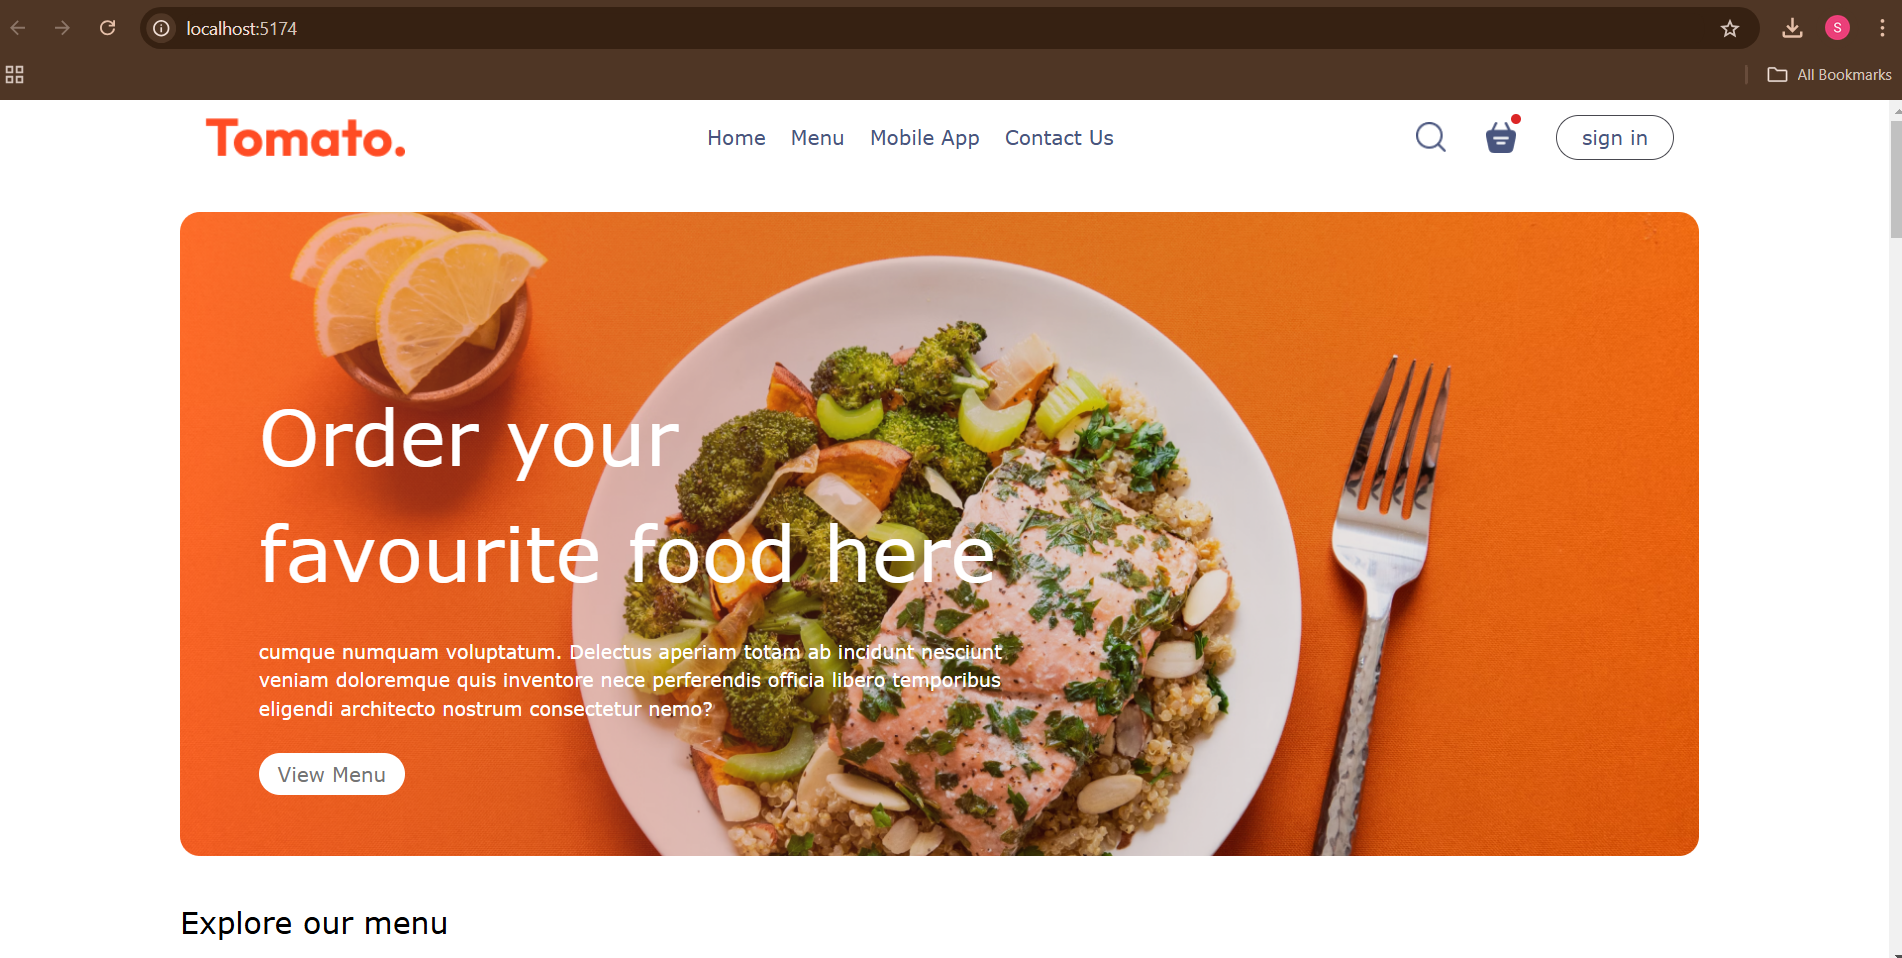 localhost:5174
S
All Bookmarks
Tomato.
Home Menu Mobile App Contact Us
sign in
Order your
favourite food here
cumque numquam voluptatum. Delectus aperiam totam ab incidunt nesciunt
veniam doloremque quis inventore nece perferendis officia libero temporibus
eligendi architecto nostrum consectetur nemo?
View Menu
Explore our menu